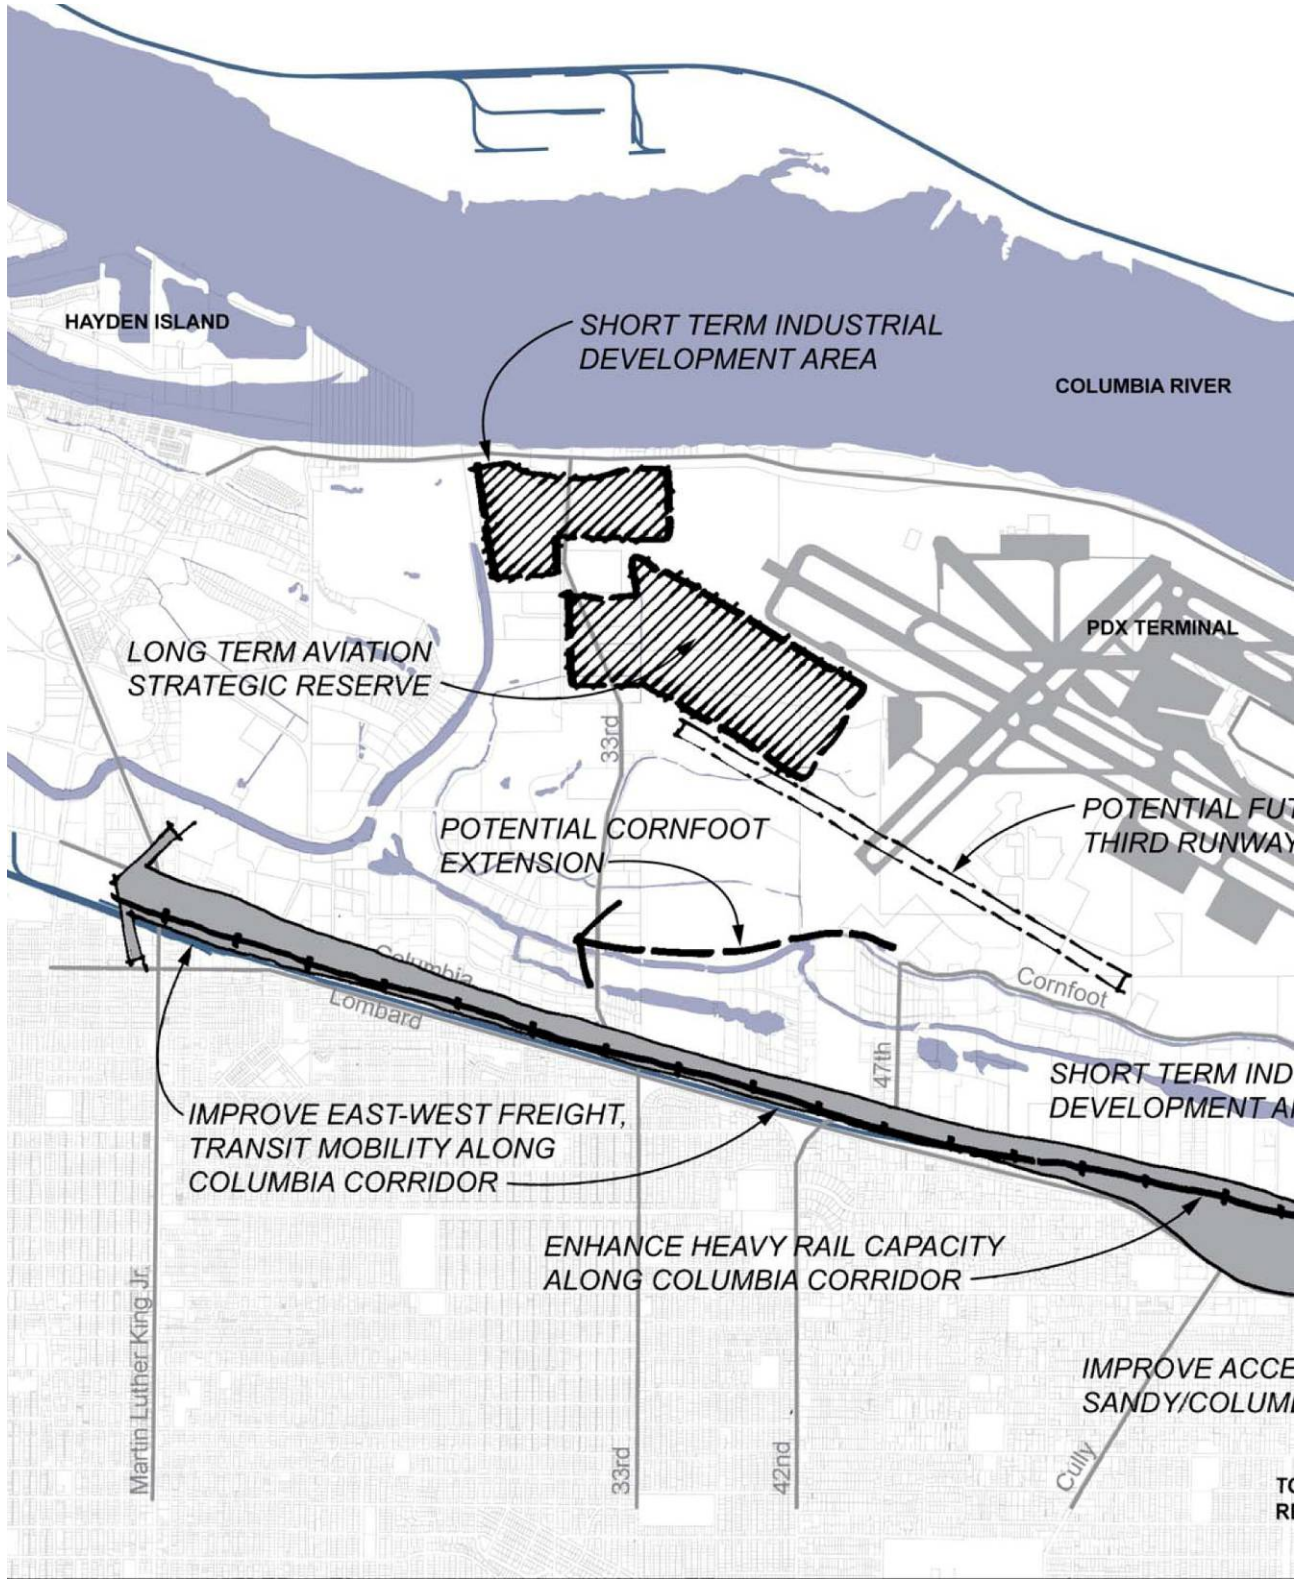 HAYDEN ISLAND
SHORT TERM INDUSTRIAL
DEVELOPMENT AREA
COLUMBIA RIVER
PDX TERMINAL
LONG TERM AVIATION
STRATEGIC RESERVE
33rd
POTENTIAL FUT
THIRD RUNWAY
POTENTIAL CORNFOOT
EXTENSION
Columbia
Lombard
Cornfoot
47th
SHORT TERM IND
DEVELOPMENT A
IMPROVE EAST-WEST FREIGHT,
TRANSIT MOBILITY ALONG
COLUMBIA CORRIDOR
ENHANCE HEAVY RAIL CAPACITY
ALONG COLUMBIA CORRIDOR
Martin Luther King Jr.
33rd
42nd
Cully
IMPROVE ACCE
SANDY/COLUM